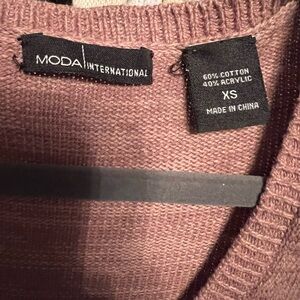 MODA INTERNATIONAL
60% COTTON
40% ACRYLIC
XS
MADE IN CHINA